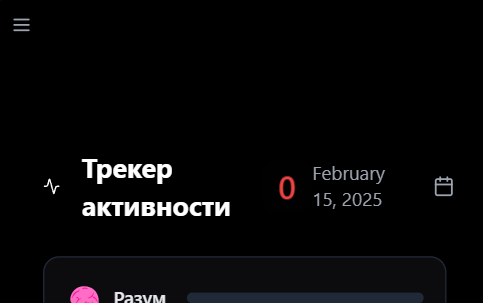 Трекер
активности
0
February
15, 2025
Разум